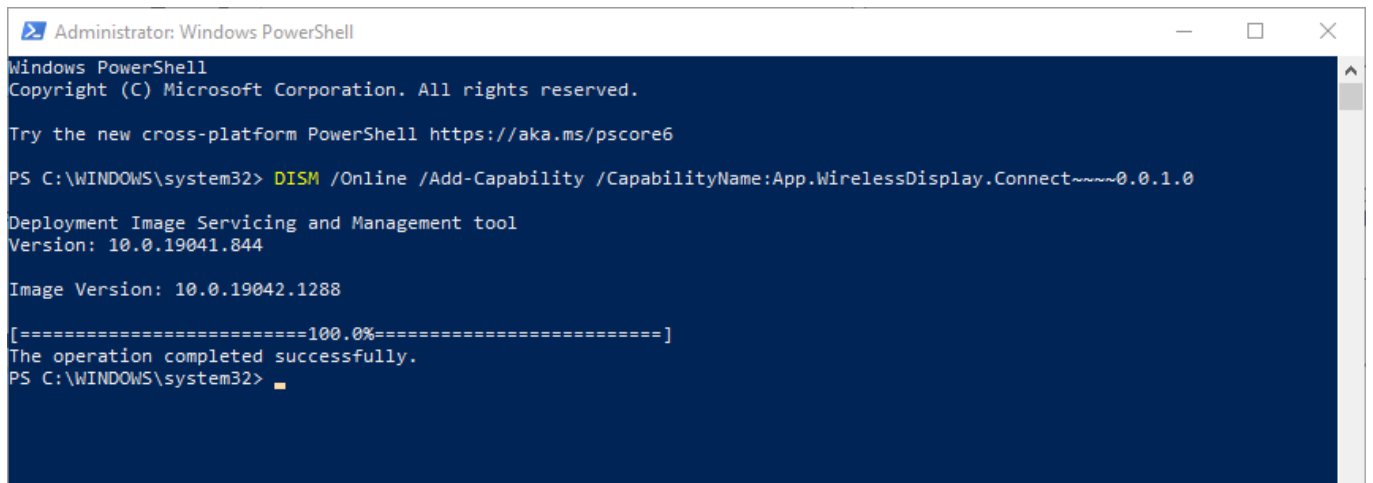 Administrator: Windows PowerShell
Windows PowerShell
Copyright (C) Microsoft Corporation. All rights reserved.
Try the new cross-platform PowerShell https://aka.ms/pscore6
PS C:\WINDOWS\system32> DISM /Online /Add-Capability /CapabilityName:App.WirelessDisplay.Connect~~~~0.0.1.0
Deployment Image Servicing and Management tool
Version: 10.0.19041.844
Image Version: 10.0.19042.1288
[==========================100.0%==========================]
The operation completed successfully.
PS C:\WINDOWS\system32>